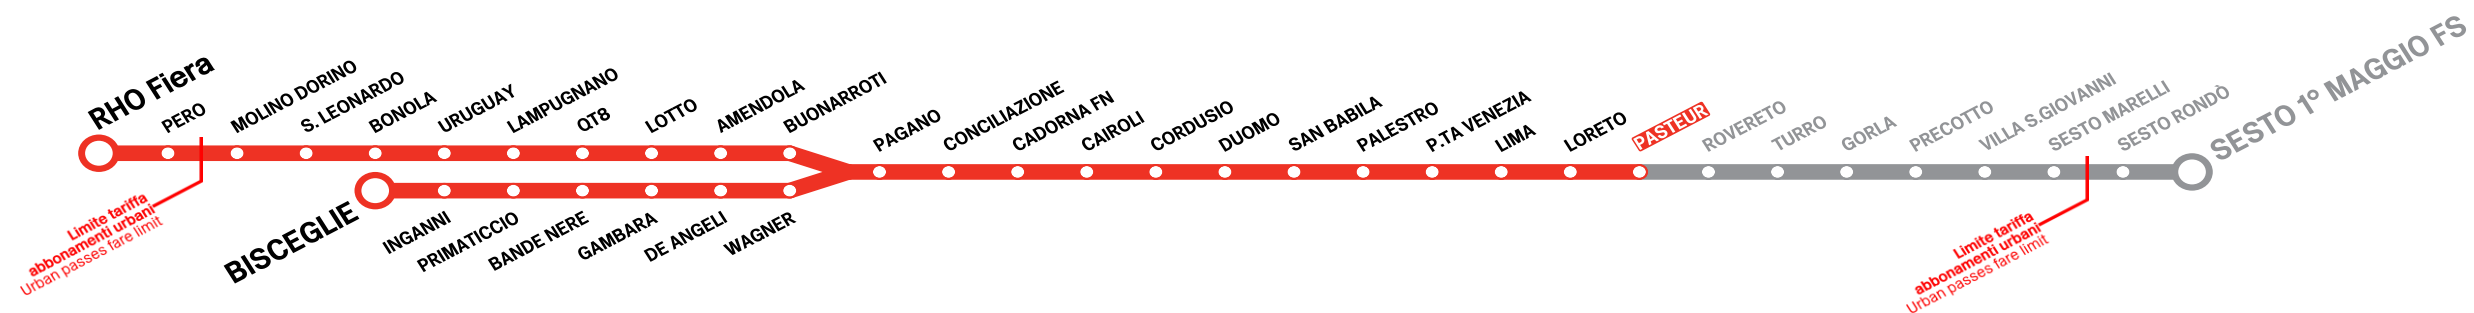 RHO Fiera
PERO
MOLINO DORINO
S. LEONARDO
BONOLA
URUGUAY
LAMPUGNANO
QT8
LOTTO
AMENDOLA
BUONARROTI
PAGANO
CONCILIAZIONE
CADORNA FN
CAIROLI
CORDUSIO
DUOMO
SAN BABILA
PALESTRO
P.TA VENEZIA
LIMA
LORETO
PASTEUR
ROVERETO
TURRO
GORLA
PRECOTTO
VILLA S.GIOVANNI
SESTO MARELLI
SESTO RONDÒ
SESTO 1° MAGGIO FS
Limite tariffa
abbonamenti urbani
Urban passes fare limit
BISCEGLIE
INGANNI
PRIMATICCIO
BANDE NERE
GAMBARA
DE ANGELI
WAGNER
Limite tariffa
abbonamenti urbani
Urban passes fare limit